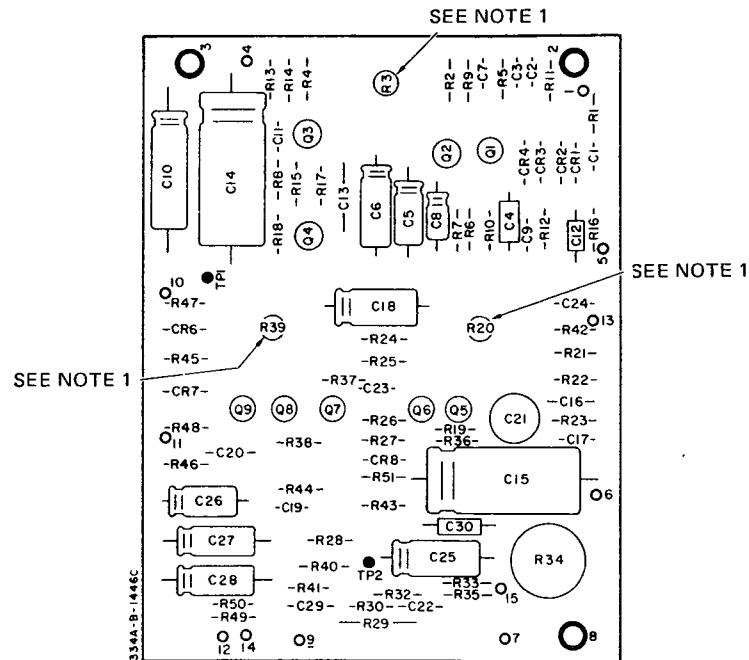 SEE NOTE 1
3
4
2
-R13-
-R14-
-R4-
R3
-R2-
-R9-
-C7-
-R5-
-C3-
-C2-
-R11-
1
-R1-
C10
C14
-C11-
Q3
-R8-
-R15-
-R17-
-C13-
Q2
Q1
-CR4-
-CR3-
-CR2-
-CR1-
-C1-
C6
C5
C8
-R18-
Q4
-R7-
-R6-
-R10-
C4
-C9-
-R12-
C12
-R16-
5
10
TP1
SEE NOTE 1
-R47-
C18
-C24-
13
-CR6-
R39
R20
-R42-
-R24-
-R45-
-R25-
-R21-
SEE NOTE 1
-R37-
-C23-
-R22-
-CR7-
-C16-
Q9
Q8
Q7
Q6
Q5
C21
-R48-
-R26-
-R19-
-R23-
11
-R38-
-R27-
-R36-
-C17-
-C20-
-R46-
-CR8-
-R51-
C15
6
C26
-R44-
-C19-
-R43-
C30
C27
-R28-
C25
R34
-R40-
TP2
C28
-R41-
-R33-
-R35-
15
-R32-
-R50-
-C29-
-R30-
-C22-
-R49-
-R29-
12
14
9
7
8
334A-B-1446C